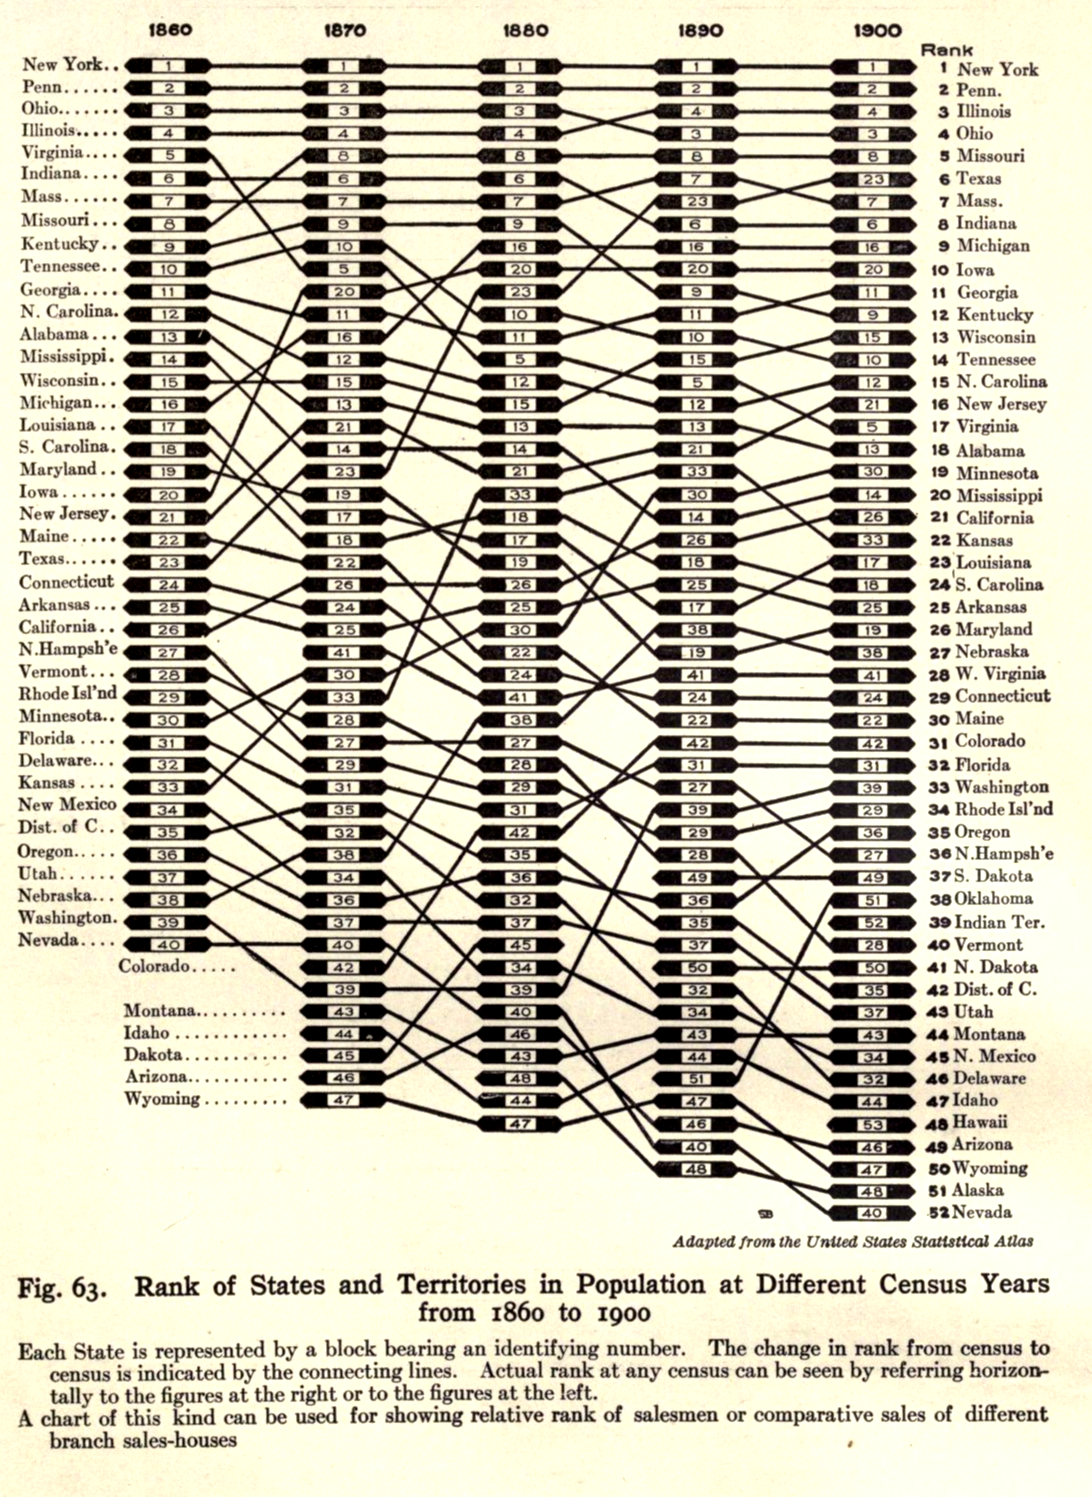 1860 1870 1880 1890 1900
Rank
New York.. 1 1 1 1 1 1 New York
Penn...... 2 2 2 2 2 2 Penn.
Ohio....... 3 3 3 4 4 3 Illinois
Illinois..... 4 4 4 3 3 4 Ohio
Virginia.... 5 8 8 8 8 5 Missouri
Indiana.... 6 6 6 7 23 6 Texas
Mass...... 7 7 7 23 7 7 Mass.
Missouri... 8 9 9 6 6 8 Indiana
Kentucky.. 9 10 16 16 16 9 Michigan
Tennessee.. 10 5 20 20 20 10 Iowa
Georgia.... 11 20 23 9 11 11 Georgia
N. Carolina. 12 11 10 11 9 12 Kentucky
Alabama... 13 16 11 10 15 13 Wisconsin
Mississippi. 14 12 5 15 10 14 Tennessee
Wisconsin.. 15 15 12 5 12 15 N. Carolina
Michigan... 16 13 15 12 21 16 New Jersey
Louisiana.. 17 21 13 13 5 17 Virginia
S. Carolina. 18 14 14 21 13 18 Alabama
Maryland.. 19 23 21 33 30 19 Minnesota
Iowa...... 20 19 33 30 14 20 Mississippi
New Jersey. 21 17 18 14 26 21 California
Maine..... 22 18 17 26 33 22 Kansas
Texas...... 23 22 19 18 17 23 Louisiana
Connecticut 24 26 26 25 18 24 S. Carolina
Arkansas... 25 24 25 17 25 25 Arkansas
California.. 26 25 30 38 19 26 Maryland
N.Hampsh'e 27 41 22 19 38 27 Nebraska
Vermont... 28 30 24 41 41 28 W. Virginia
Rhode Isl'nd 29 33 41 24 24 29 Connecticut
Minnesota.. 30 28 38 22 22 30 Maine
Florida .... 31 27 27 42 42 31 Colorado
Delaware... 32 29 28 31 31 32 Florida
Kansas .... 33 31 29 27 39 33 Washington
New Mexico 34 35 31 39 29 34 Rhode Isl'nd
Dist. of C.. 35 32 42 29 36 35 Oregon
Oregon..... 36 38 35 28 27 36 N.Hampsh'e
Utah...... 37 34 36 49 49 37 S. Dakota
Nebraska... 38 36 32 36 51 38 Oklahoma
Washington. 39 37 37 35 52 39 Indian Ter.
Nevada.... 40 40 45 37 28 40 Vermont
Colorado..... 42 34 50 50 41 N. Dakota
39 39 32 35 42 Dist. of C.
Montana.......... 43 40 34 37 43 Utah
Idaho ............ 44 46 43 43 44 Montana
Dakota........... 45 43 44 34 45 N. Mexico
Arizona.......... 46 48 51 32 46 Delaware
Wyoming ......... 47 44 47 44 47 Idaho
47 46 53 48 Hawaii
40 46 49 Arizona
48 47 50 Wyoming
48 51 Alaska
SB 40 52 Nevada
Adapted from the United States Statistical Atlas
Fig. 63. Rank of States and Territories in Population at Different Census Years
from 1860 to 1900
Each State is represented by a block bearing an identifying number. The change in rank from census to
census is indicated by the connecting lines. Actual rank at any census can be seen by referring horizon-
tally to the figures at the right or to the figures at the left.
A chart of this kind can be used for showing relative rank of salesmen or comparative sales of different
branch sales-houses